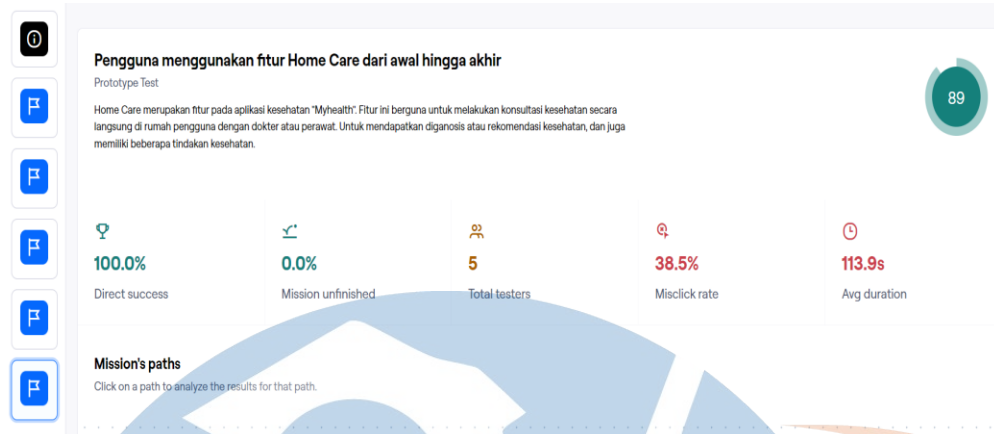 Pengguna menggunakan fitur Home Care dari awal hingga akhir
Prototype Test
Home Care merupakan fitur pada aplikasi kesehatan "Myhealth". Fitur ini berguna untuk melakukan konsultasi kesehatan secara
langsung di rumah pengguna dengan dokter atau perawat. Untuk mendapatkan diganosis atau rekomendasi kesehatan, dan juga
memiliki beberapa tindakan kesehatan.
89
100.0%
0.0%
5
38.5%
113.9s
Direct success
Mission unfinished
Total testers
Misclick rate
Avg duration
Mission's paths
Click on a path to analyze the results for that path.